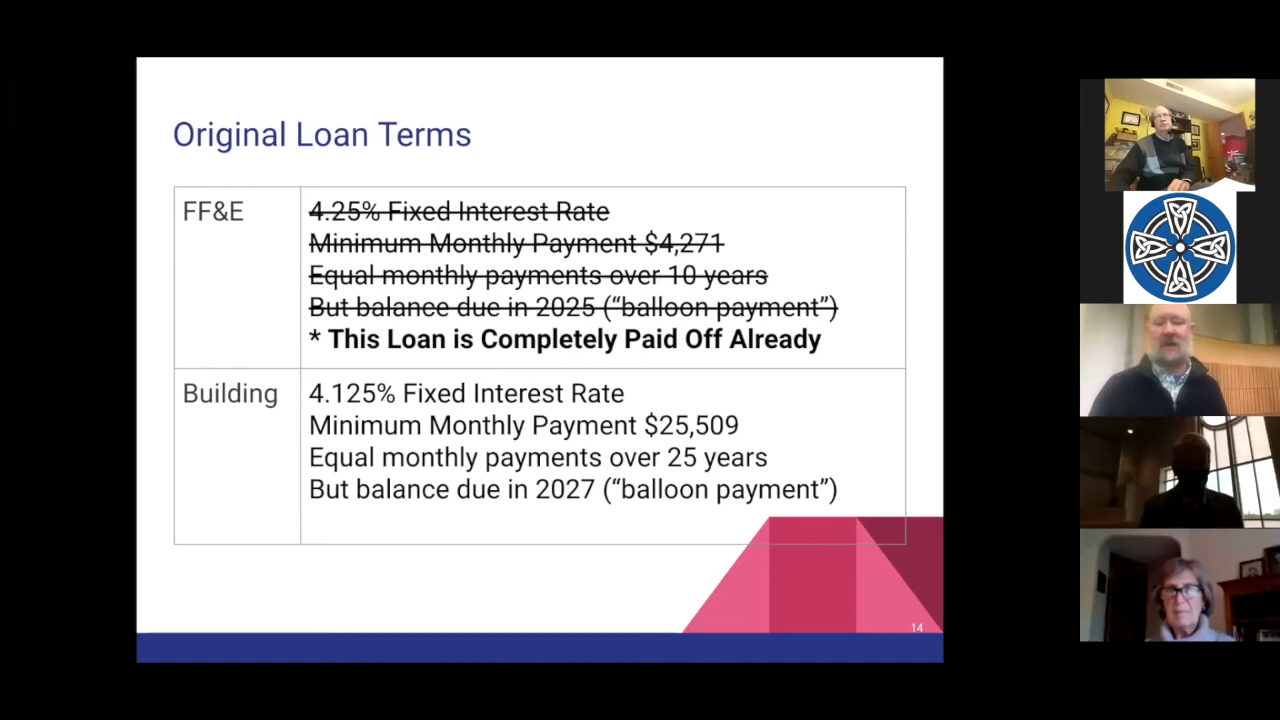 Original Loan Terms
FF&E
4.25% Fixed Interest Rate
Minimum Monthly Payment $4,271
Equal monthly payments over 10 years
But balance due in 2025 (“balloon payment”)
* This Loan is Completely Paid Off Already
Building
4.125% Fixed Interest Rate
Minimum Monthly Payment $25,509
Equal monthly payments over 25 years
But balance due in 2027 (“balloon payment”)
14